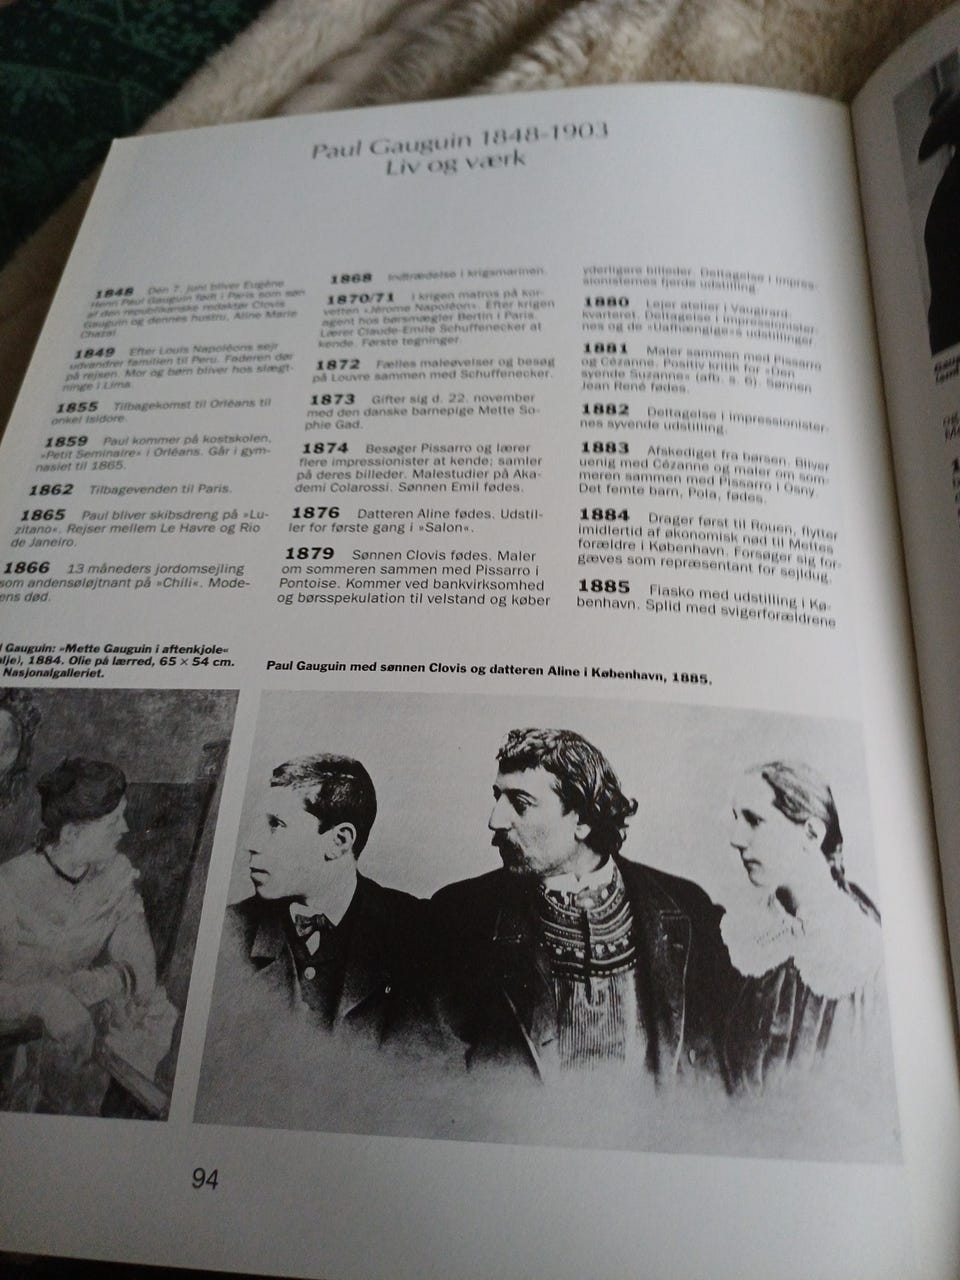 Paul Gauguin 1848-1903
Liv og værk
1848 Den 7. juni bliver Eugène
Henri Paul Gauguin født i Paris som søn
af den republikanske redaktør Clovis
Gauguin og dennes hustru, Aline Marie
Chazal.
1849 Efter Louis Napoléons sejr
udvandrer familien til Peru. Faderen dør
på rejsen. Mor og børn bliver hos slægt-
ninge i Lima.
1855 Tilbagekomst til Orléans til
onkel Isidore.
1859 Paul kommer på kostskolen,
»Petit Seminaire« i Orléans. Går i gym-
nasiet til 1865.
1862 Tilbagevenden til Paris.
1865 Paul bliver skibsdreng på »Lu-
zitano«. Rejser mellem Le Havre og Rio
de Janeiro.
1866 13 måneders jordomsejling
som andensøløjtnant på »Chili«. Mode-
ens død.
1868 Indtrædelse i krigsmarinen.
1870/71 I krigen matros på kor-
vetten »Jérome Napoléon«. Efter krigen
agent hos børsmægler Bertin i Paris.
Lærer Claude-Emile Schuffenecker at
kende. Første tegninger.
1872 Fælles maleøvelser og besøg
på Louvre sammen med Schuffenecker.
1873 Gifter sig d. 22. november
med den danske barnepige Mette So-
phie Gad.
1874 Besøger Pissarro og lærer
flere impressionister at kende; samler
på deres billeder. Malestudier på Aka-
demi Colarossi. Sønnen Emil fødes.
1876 Datteren Aline fødes. Udstil-
ler for første gang i »Salon«.
1879 Sønnen Clovis fødes. Maler
om sommeren sammen med Pissarro i
Pontoise. Kommer ved bankvirksomhed
og børsspekulation til velstand og køber
yderligere billeder. Deltagelse i impres-
sionisternes fjerde udstilling.
1880 Lejer atelier i Vaugirard-
kvarteret. Deltagelse i impressionister-
nes og de »Uafhængige«s udstillinger.
1881 Maler sammen med Pissarro
og Cézanne. Positiv kritik for »Den
syende Suzanne« (afb. s. 6). Sønnen
Jean René fødes.
1882 Deltagelse i impressionister-
nes syvende udstilling.
1883 Afskediget fra børsen. Bliver
uenig med Cézanne og maler om som-
meren sammen med Pissarro i Osny.
Det femte barn, Pola, fødes.
1884 Drager først til Rouen, flytter
imidlertid af økonomisk nød til Mettes
forældre i København. Forsøger sig for-
gæves som repræsentant for sejldug.
1885 Fiasko med udstilling i Kø-
benhavn. Splid med svigerforældrene
l Gauguin: »Mette Gauguin i aftenkjole«
alje), 1884. Olie på lærred, 65 × 54 cm.
Nasjonalgalleriet.
Paul Gauguin med sønnen Clovis og datteren Aline i København, 1885.
94